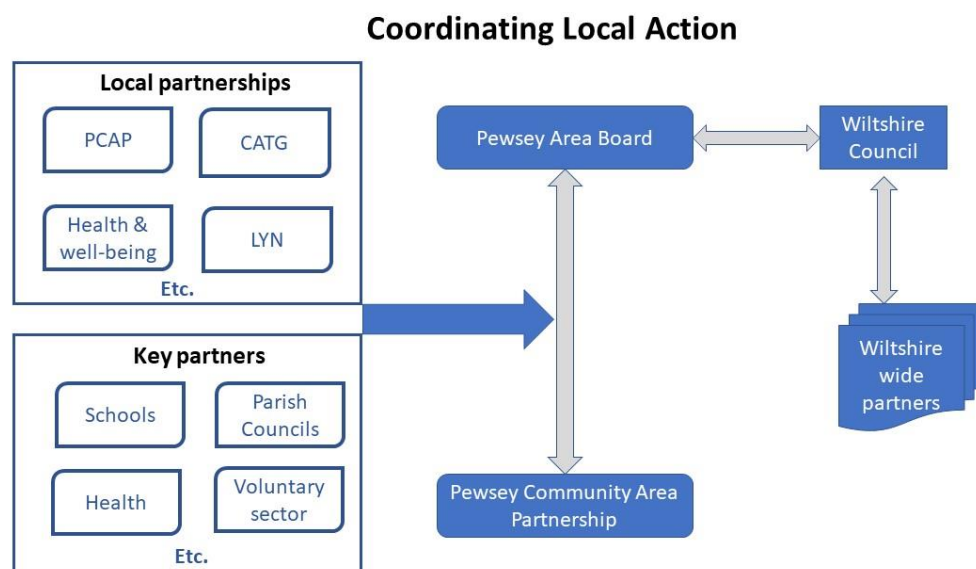 Coordinating Local Action
Local partnerships
PCAP
CATG
Health &
well-being
LYN
Etc.
Key partners
Schools
Parish
Councils
Health
Voluntary
sector
Etc.
Pewsey Area Board
Wiltshire
Council
Wiltshire
wide
partners
Pewsey Community Area
Partnership